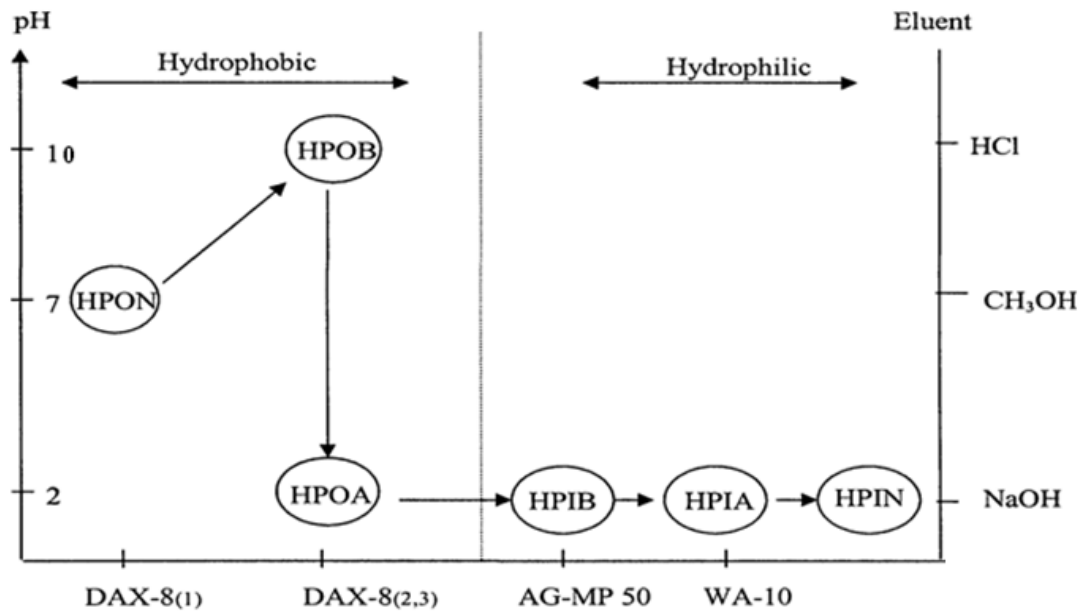 pH
Eluent
Hydrophobic
Hydrophilic
10
HPOB
HCl
HPON
7
CH₃OH
2
HPOA
HPIB
HPIA
HPIN
NaOH
DAX-8(1)
DAX-8(2,3)
AG-MP 50
WA-10